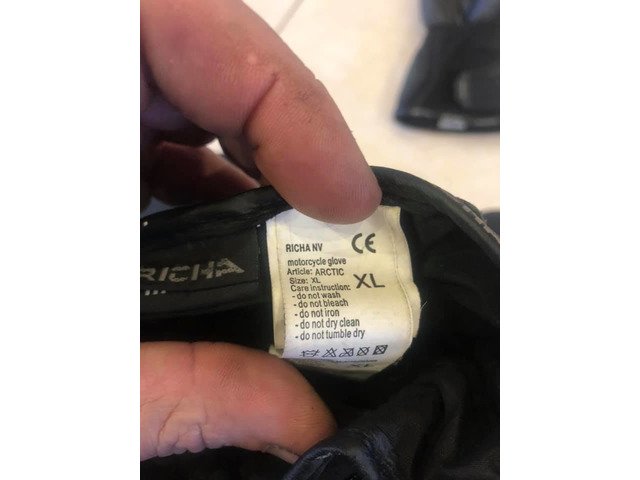 RICHA
RICHA NV
CE
motorcycle glove
Article: ARCTIC
Size: XL
XL
Care instruction:
- do not wash
- do not bleach
- do not iron
- do not dry clean
- do not tumble dry